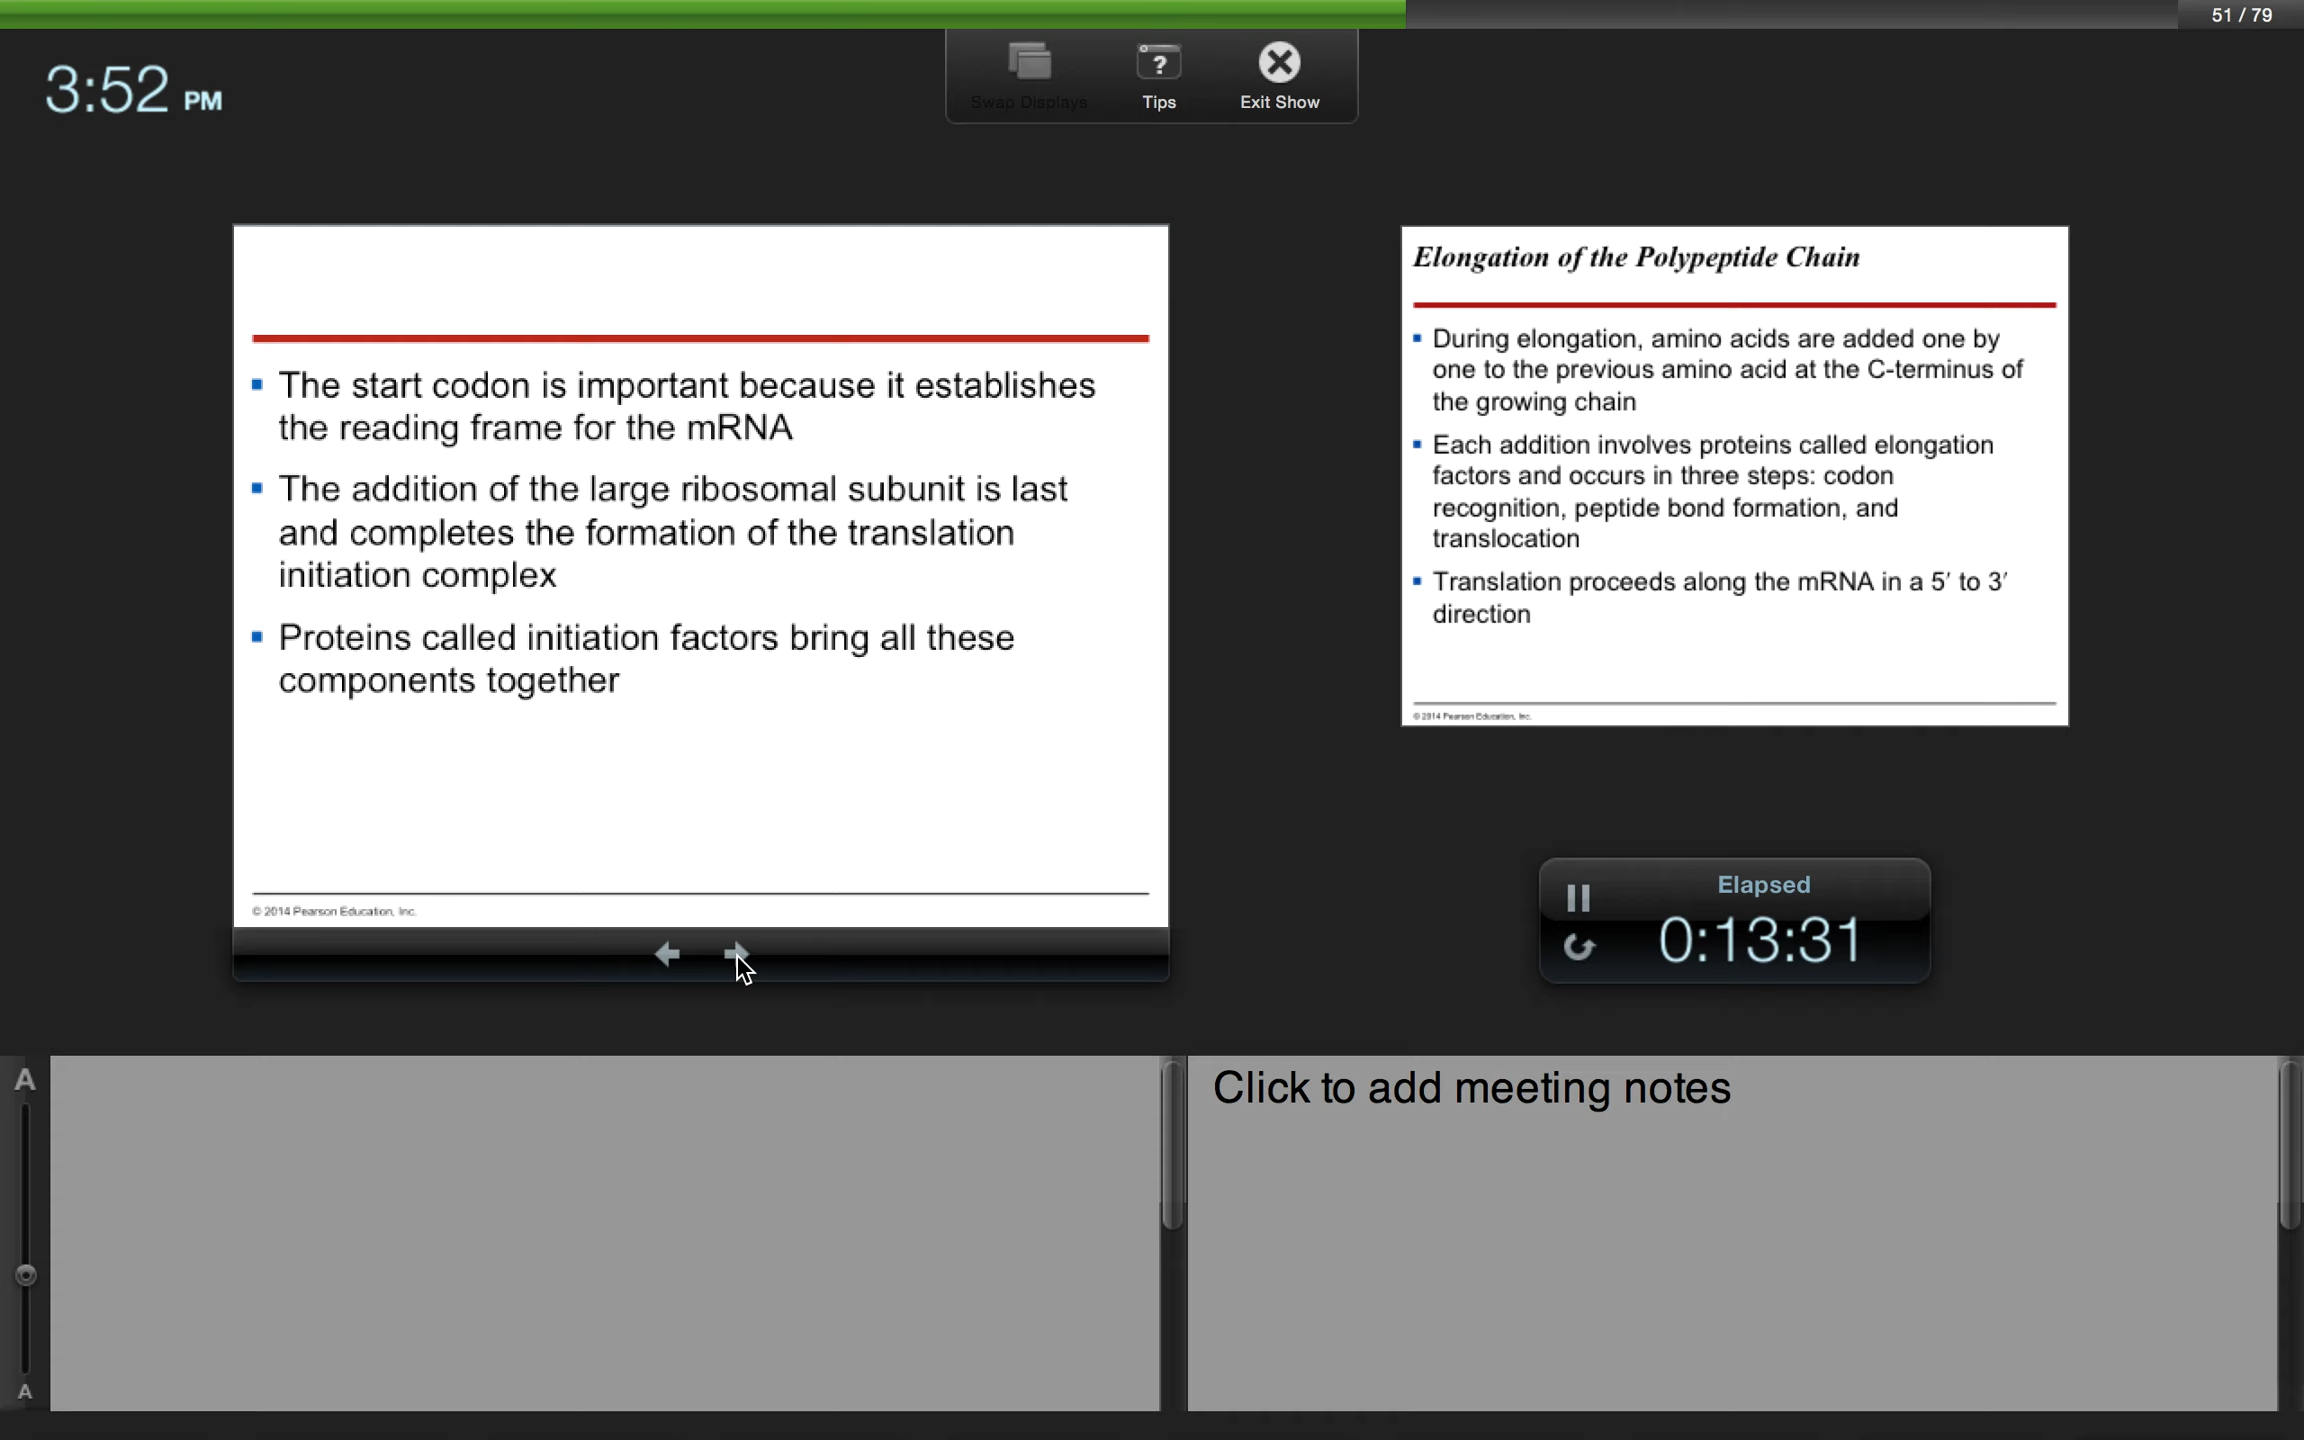 51 / 79
3:52 PM
Swap Displays
Tips
Exit Show
▪ The start codon is important because it establishes
the reading frame for the mRNA
▪ The addition of the large ribosomal subunit is last
and completes the formation of the translation
initiation complex
▪ Proteins called initiation factors bring all these
components together
© 2014 Pearson Education, Inc.
Elongation of the Polypeptide Chain
▪ During elongation, amino acids are added one by
one to the previous amino acid at the C-terminus of
the growing chain
▪ Each addition involves proteins called elongation
factors and occurs in three steps: codon
recognition, peptide bond formation, and
translocation
▪ Translation proceeds along the mRNA in a 5′ to 3′
direction
© 2014 Pearson Education, Inc.
Elapsed
0:13:31
A
A
Click to add meeting notes